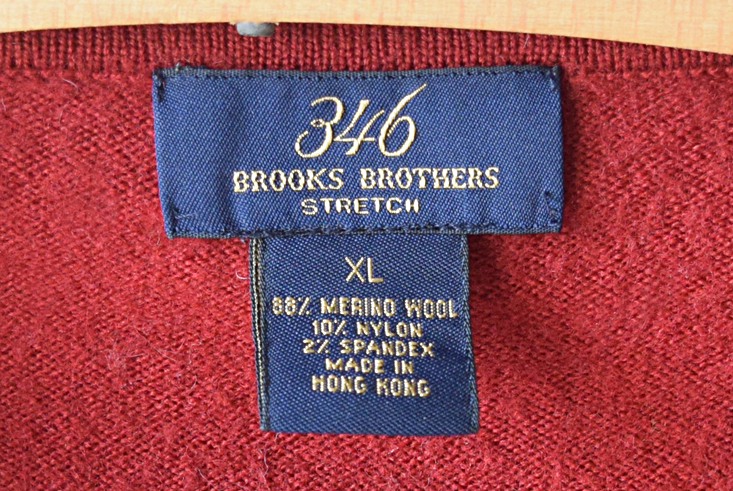 346
BROOKS BROTHERS
STRETCH
XL
88% MERINO WOOL
10% NYLON
2% SPANDEX
MADE IN
HONG KONG